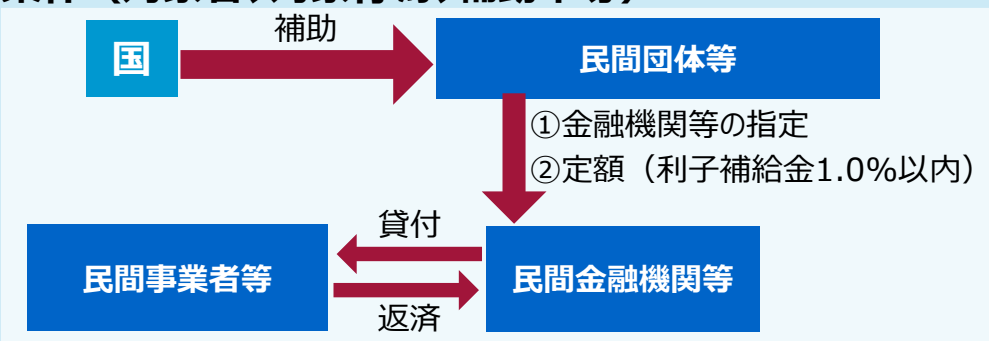 国
補助
民間団体等
①金融機関等の指定
②定額（利子補給金1.0%以内）
貸付
民間事業者等
民間金融機関等
返済